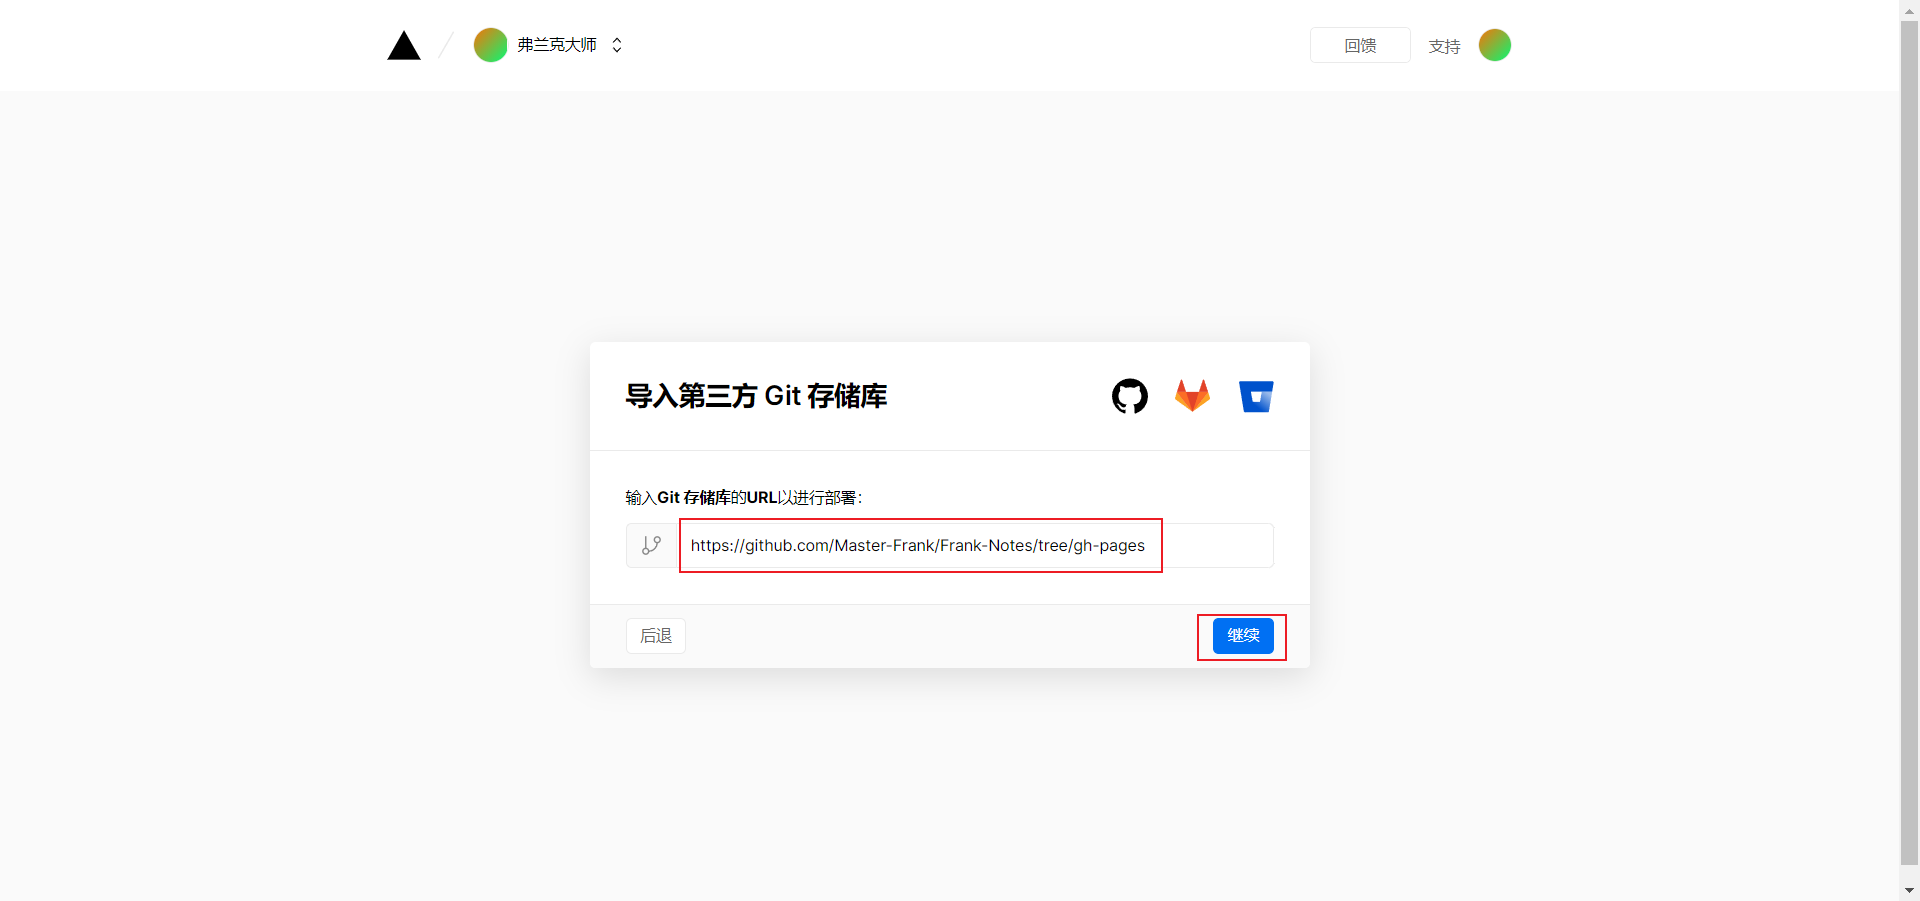 弗兰克大师
回馈
支持
导入第三方 Git 存储库
输入Git 存储库的URL以进行部署：
https://github.com/Master-Frank/Frank-Notes/tree/gh-pages
后退
继续